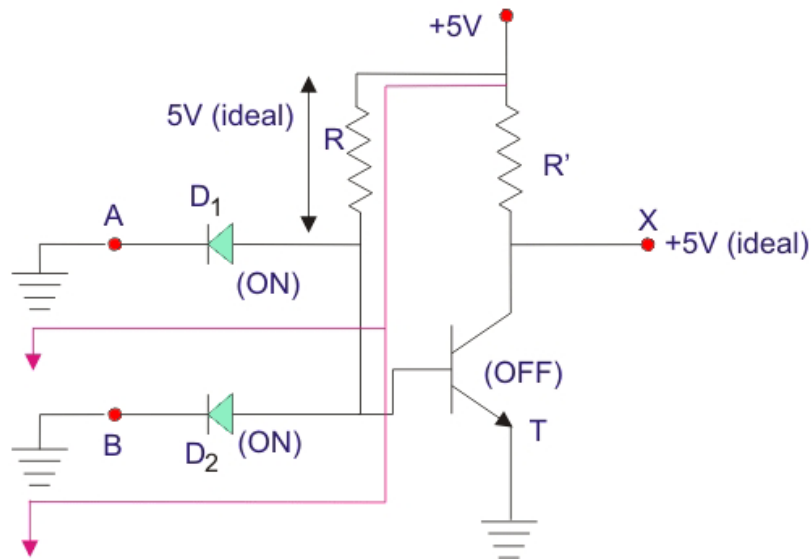 +5V
5V (ideal)
R
R'
D1
A
X
+5V (ideal)
(ON)
(OFF)
B
D2
(ON)
T